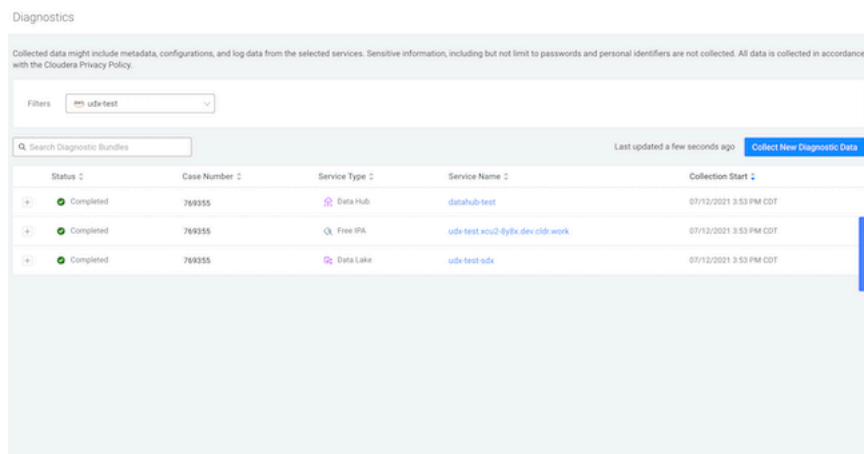 Diagnostics
Collected data might include metadata, configurations, and log data from the selected services. Sensitive information, including but not limit to passwords and personal identifiers are not collected. All data is collected in accordance
with the Cloudera Privacy Policy.
Filters aws udx-test
Search Diagnostic Bundles Last updated a few seconds ago Collect New Diagnostic Data
Status Case Number Service Type Service Name Collection Start
Completed 769355 Data Hub datahub-test 07/12/2021 3:53 PM CDT
Completed 769355 Free IPA udx-test.xcu2-8y8x.dev.cldr.work 07/12/2021 3:53 PM CDT
Completed 769355 Data Lake udx-test-sdx 07/12/2021 3:53 PM CDT